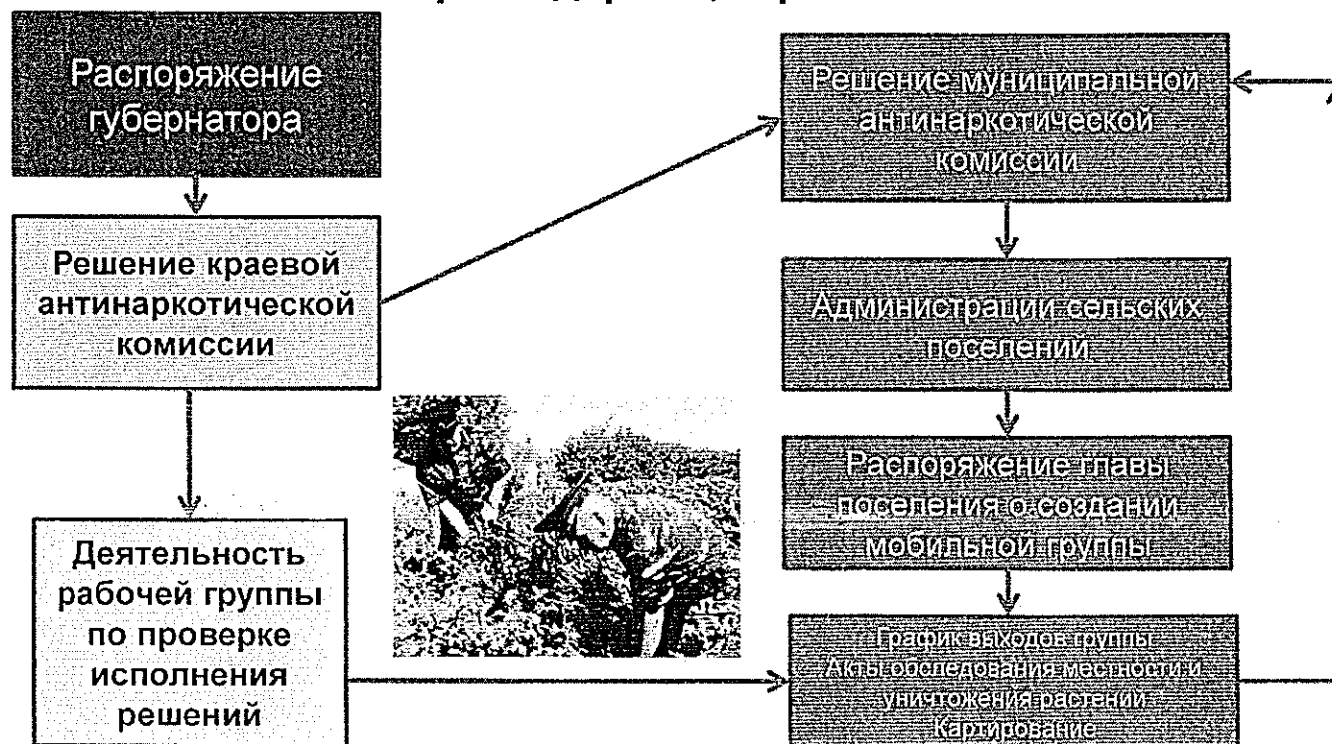 Распоряжение
губернатора
Решение краевой
антинаркотической
комиссии
Деятельность
рабочей группы
по проверке
исполнения
решений
Решение муниципальной
антинаркотической
комиссии
Администрации сельских
поселений
Распоряжение главы
поселения о создании
мобильной группы
График выходов группы
Акты обследования местности и
уничтожения растений
Картирование